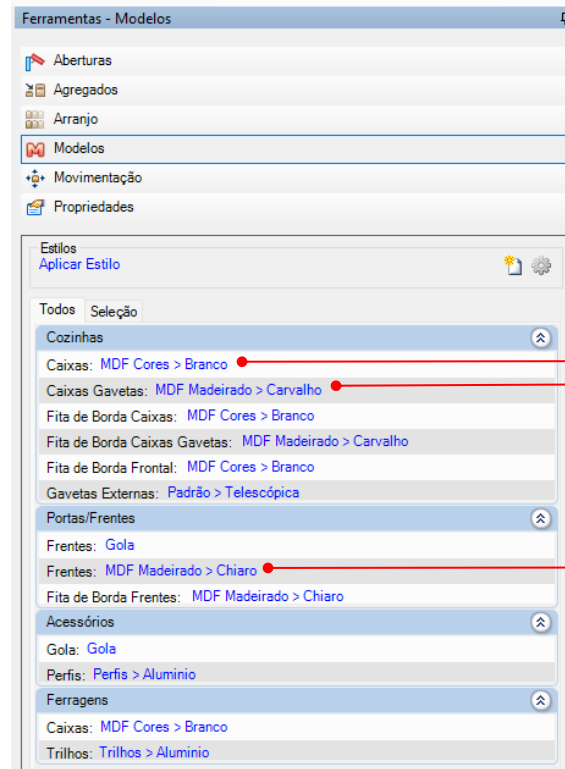 Ferramentas - Modelos
Aberturas
Agregados
Arranjo
Modelos
Movimentação
Propriedades
Estilos
Aplicar Estilo
Todos Seleção
Cozinhas
Caixas: MDF Cores > Branco
Caixas Gavetas: MDF Madeirado > Carvalho
Fita de Borda Caixas: MDF Cores > Branco
Fita de Borda Caixas Gavetas: MDF Madeirado > Carvalho
Fita de Borda Frontal: MDF Cores > Branco
Gavetas Externas: Padrão > Telescópica
Portas/Frentes
Frentes: Gola
Frentes: MDF Madeirado > Chiaro
Fita de Borda Frentes: MDF Madeirado > Chiaro
Acessórios
Gola: Gola
Perfis: Perfis > Aluminio
Ferragens
Caixas: MDF Cores > Branco
Trilhos: Trilhos > Aluminio